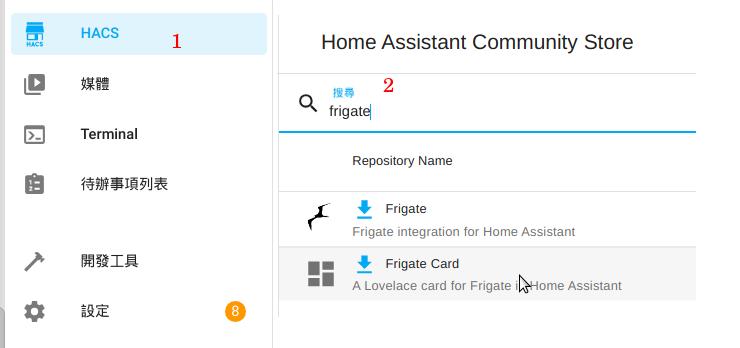 HACS
HACS
1
媒體
Terminal
待辦事項列表
開發工具
設定
8
Home Assistant Community Store
搜尋
2
frigate
Repository Name
Frigate
Frigate integration for Home Assistant
Frigate Card
A Lovelace card for Frigate in Home Assistant